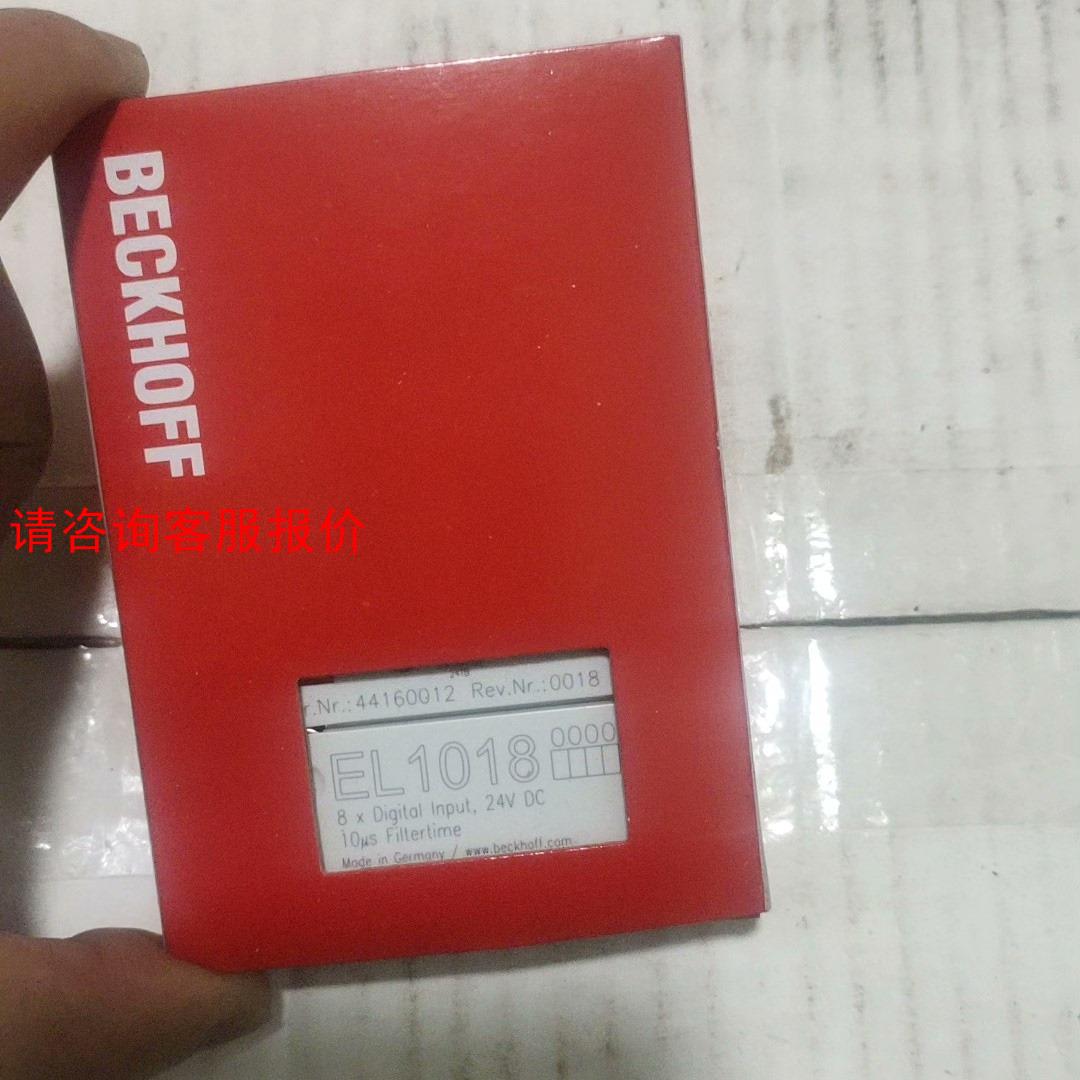 BECKHOFF
请咨询客服报价
r.Nr.:44160012 Rev.Nr.:0018
EL1018 0000
8 x Digital Input, 24V DC
10µs Filtertime
Made in Germany / www.beckhoff.com